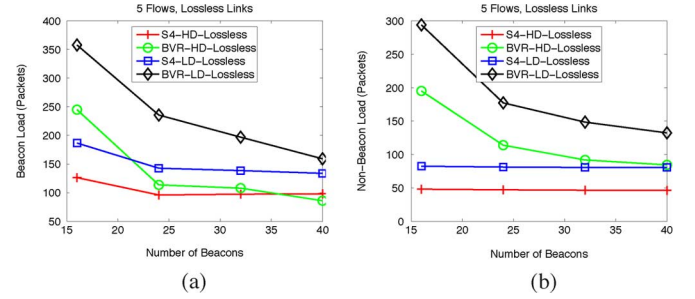 5 Flows, Lossless Links
400
350
300
250
200
150
100
50
Beacon Load (Packets)
S4-HD-Lossless
BVR-HD-Lossless
S4-LD-Lossless
BVR-LD-Lossless
15 20 25 30 35 40
Number of Beacons
(a)
5 Flows, Lossless Links
300
250
200
150
100
50
0
Non-Beacon Load (Packets)
S4-HD-Lossless
BVR-HD-Lossless
S4-LD-Lossless
BVR-LD-Lossless
15 20 25 30 35 40
Number of Beacons
(b)